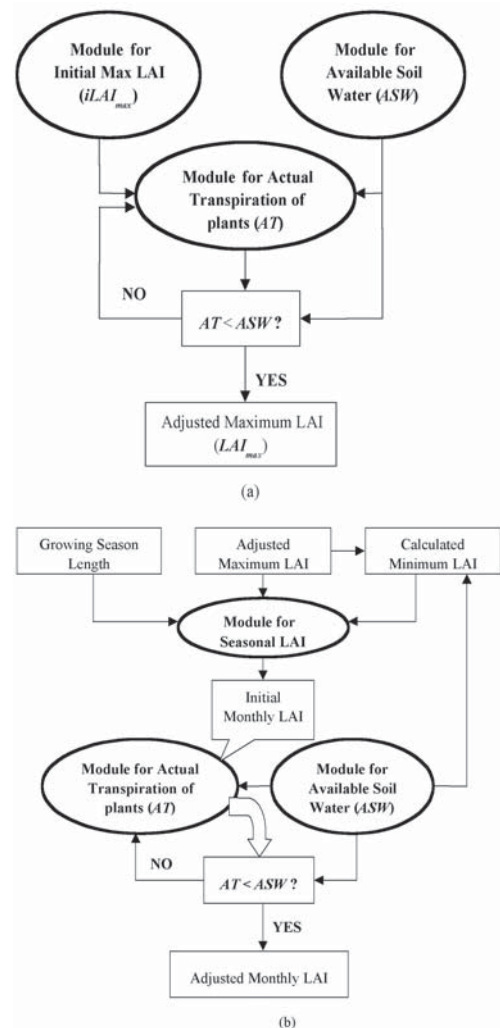 Module for
Initial Max LAI
(iLAI_max)
Module for
Available Soil
Water (ASW)
Module for Actual
Transpiration of
plants (AT)
NO
AT < ASW ?
YES
Adjusted Maximum LAI
(LAI_max)
(a)
Growing Season
Length
Adjusted
Maximum LAI
Calculated
Minimum LAI
Module for
Seasonal LAI
Initial
Monthly LAI
Module for Actual
Transpiration of
plants (AT)
Module for
Available Soil
Water (ASW)
NO
AT < ASW ?
YES
Adjusted Monthly LAI
(b)